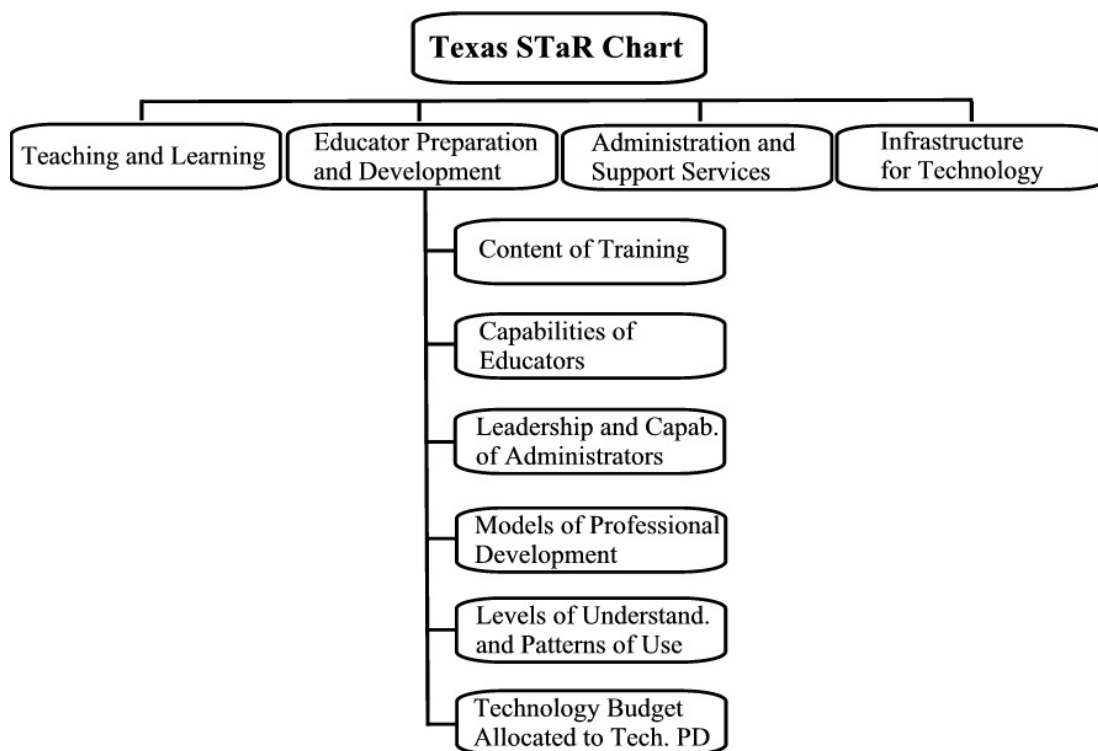 Texas STaR Chart
Teaching and Learning
Educator Preparation
and Development
Administration and
Support Services
Infrastructure
for Technology
Content of Training
Capabilities of
Educators
Leadership and Capab.
of Administrators
Models of Professional
Development
Levels of Understand.
and Patterns of Use
Technology Budget
Allocated to Tech. PD